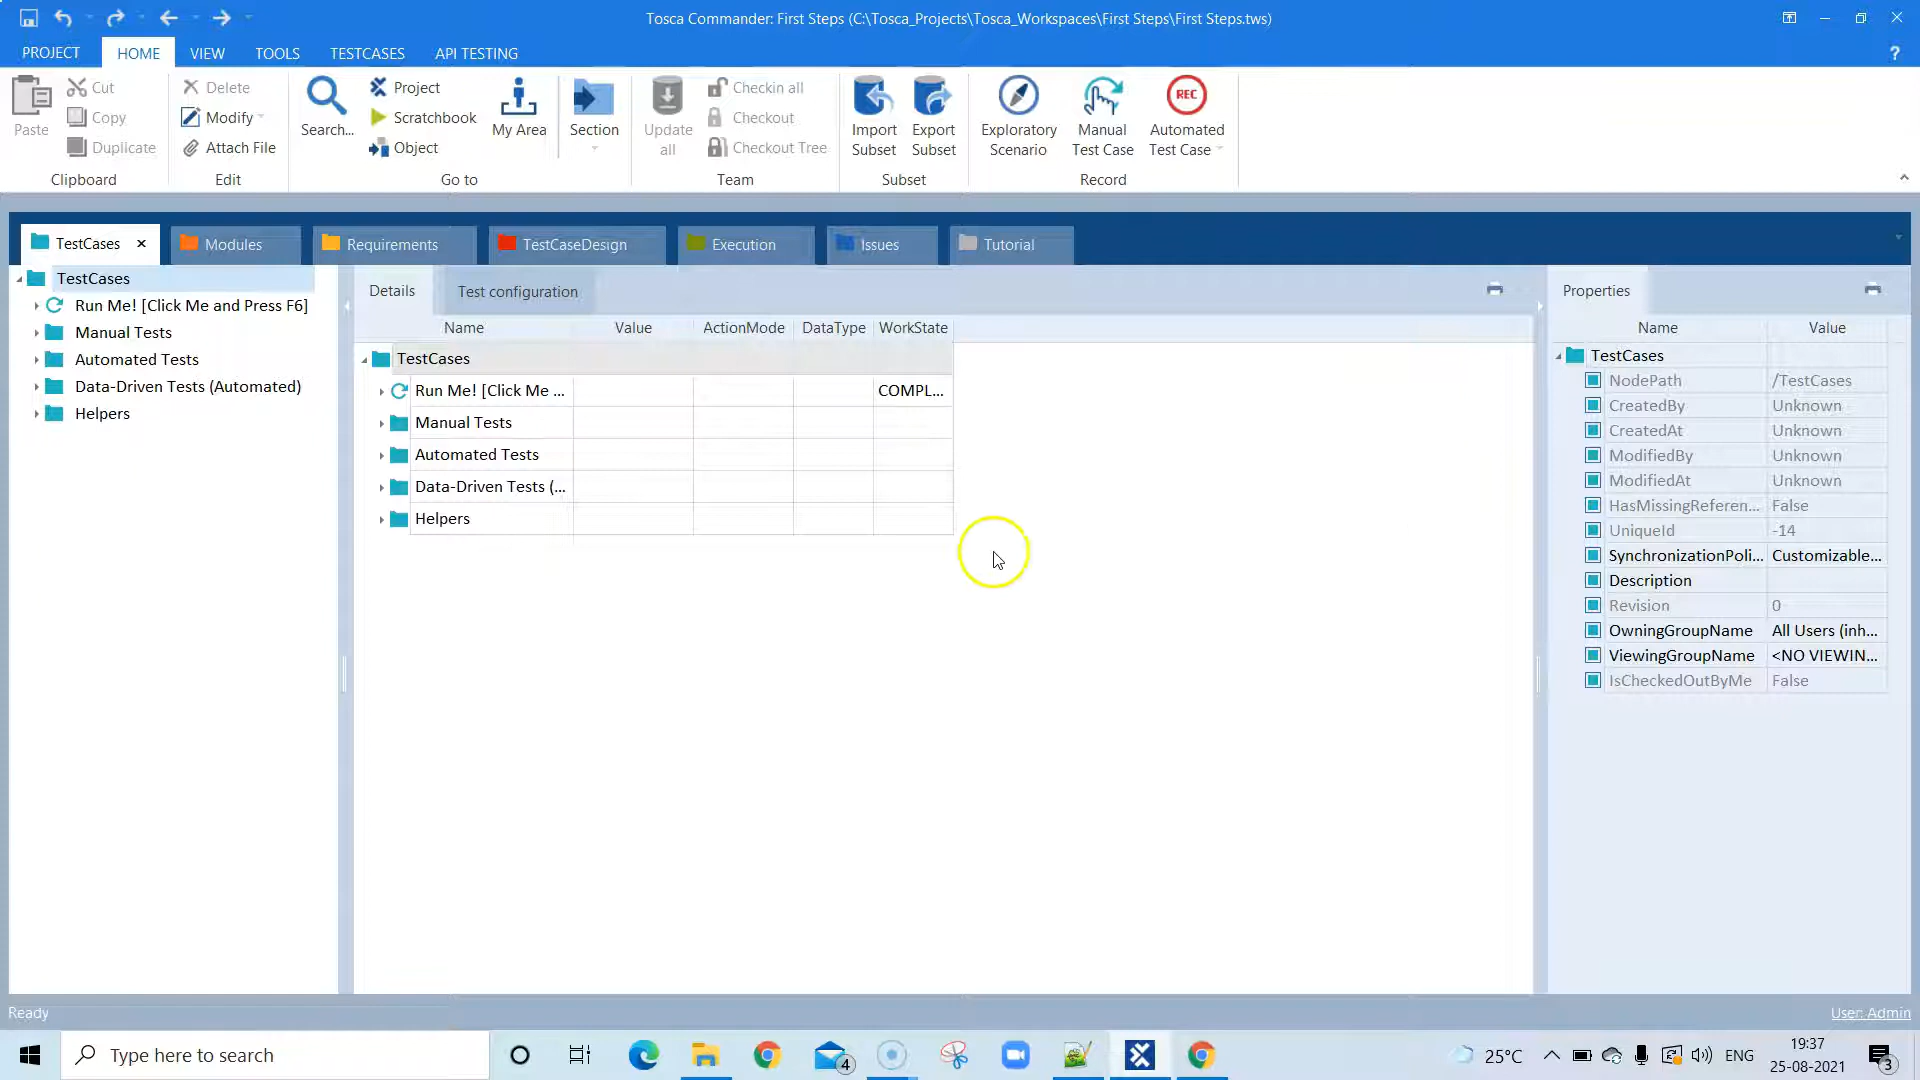 Tosca Commander: First Steps (C:\Tosca_Projects\Tosca_Workspaces\First Steps\First Steps.tws)
PROJECT HOME VIEW TOOLS TESTCASES API TESTING ?
Paste
Cut
Copy
Duplicate
Clipboard
Delete
Modify
Attach File
Edit
Search...
Project
Scratchbook
Object
My Area
Go to
Section
Update
all
Checkin all
Checkout
Checkout Tree
Team
Import
Subset
Export
Subset
Subset
Exploratory
Scenario
Manual
Test Case
REC
Automated
Test Case
Record
TestCases Modules Requirements TestCaseDesign Execution Issues Tutorial
TestCases
Run Me! [Click Me and Press F6]
Manual Tests
Automated Tests
Data-Driven Tests (Automated)
Helpers
Details Test configuration
Name Value ActionMode DataType WorkState
TestCases
Run Me! [Click Me ... COMPL...
Manual Tests
Automated Tests
Data-Driven Tests (...
Helpers
Properties
Name Value
TestCases
NodePath /TestCases
CreatedBy Unknown
CreatedAt Unknown
ModifiedBy Unknown
ModifiedAt Unknown
HasMissingReferen... False
UniqueId -14
SynchronizationPoli... Customizable...
Description
Revision 0
OwningGroupName All Users (inh...
ViewingGroupName <NO VIEWIN...
IsCheckedOutByMe False
Ready User: Admin
Type here to search
4
25°C
ENG
19:37
25-08-2021
3